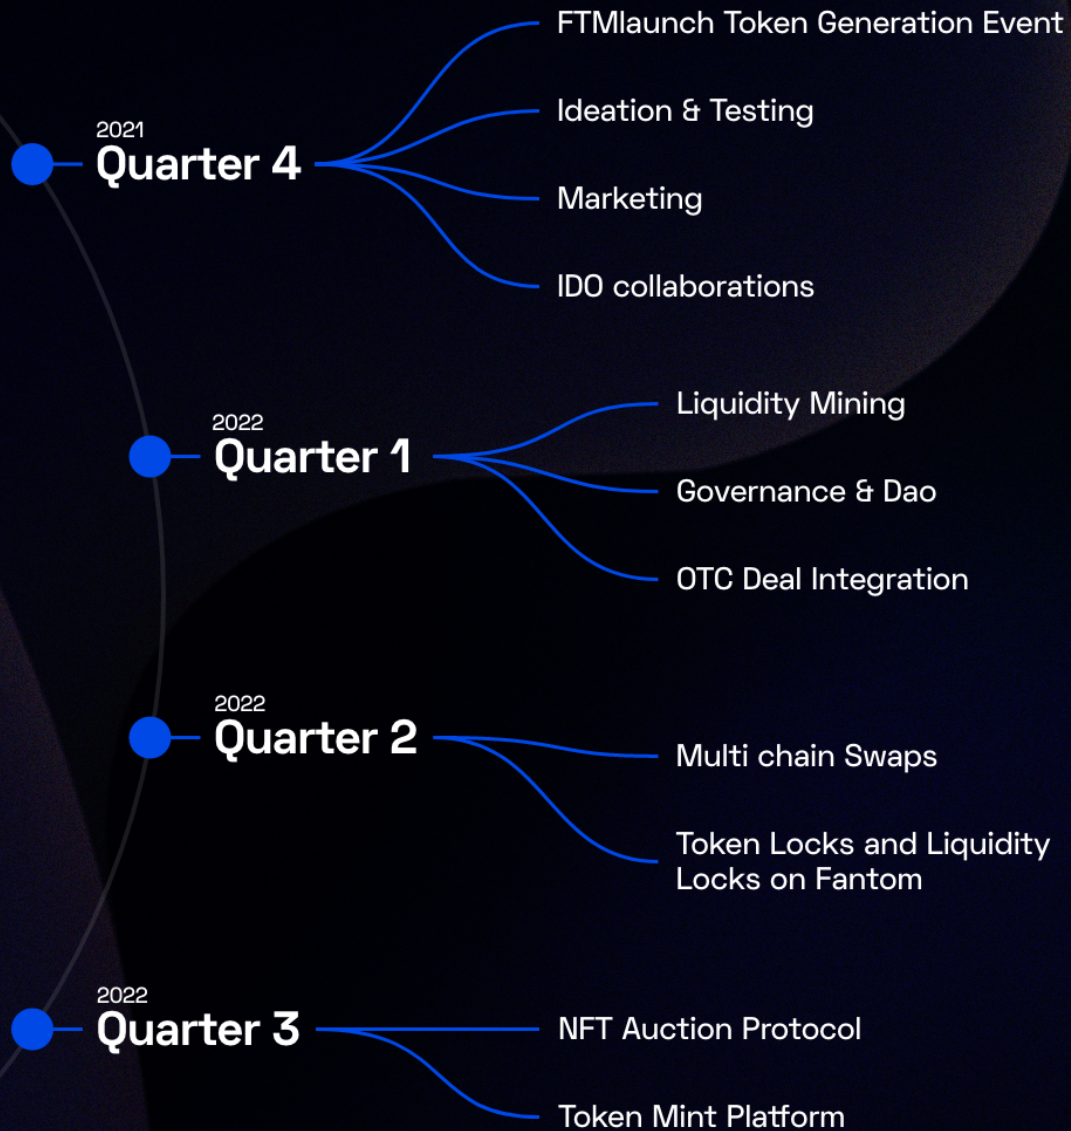 FTMlaunch Token Generation Event
Ideation & Testing
2021
Quarter 4
Marketing
IDO collaborations
Liquidity Mining
2022
Quarter 1
Governance & Dao
OTC Deal Integration
2022
Quarter 2
Multi chain Swaps
Token Locks and Liquidity
Locks on Fantom
2022
Quarter 3
NFT Auction Protocol
Token Mint Platform